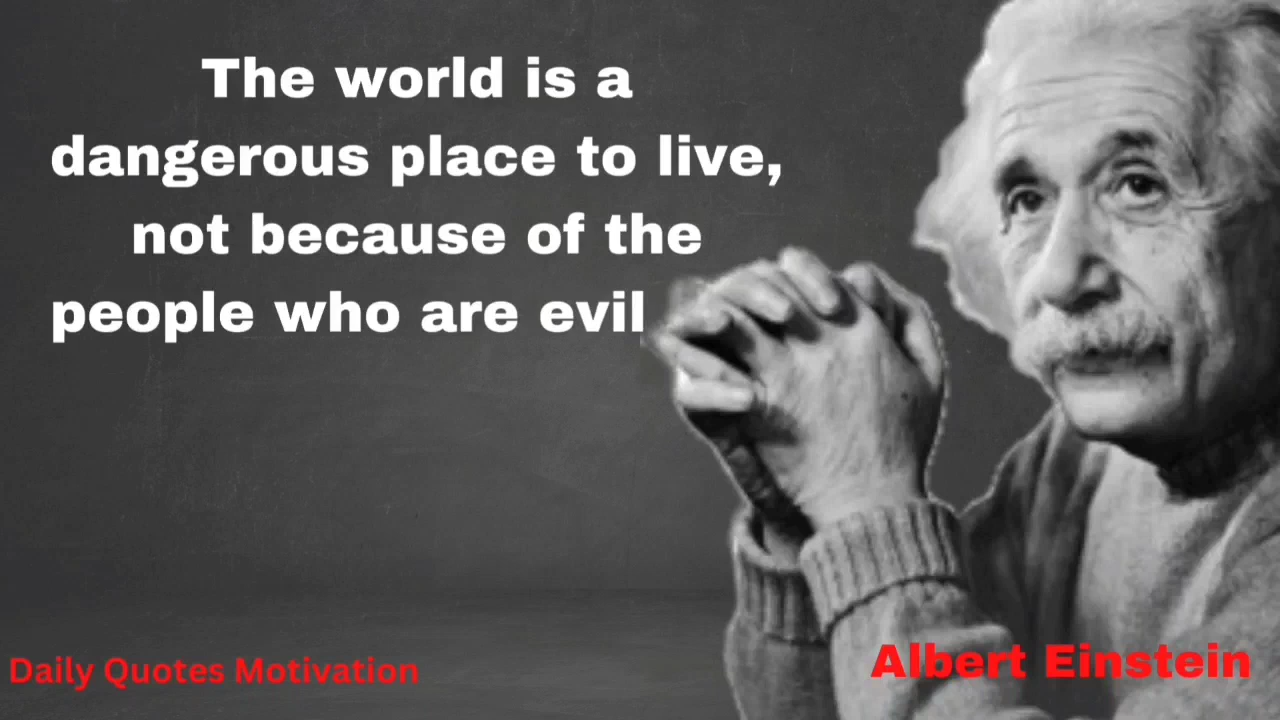 The world is a
dangerous place to live,
not because of the
people who are evil
Daily Quotes Motivation
Albert Einstein